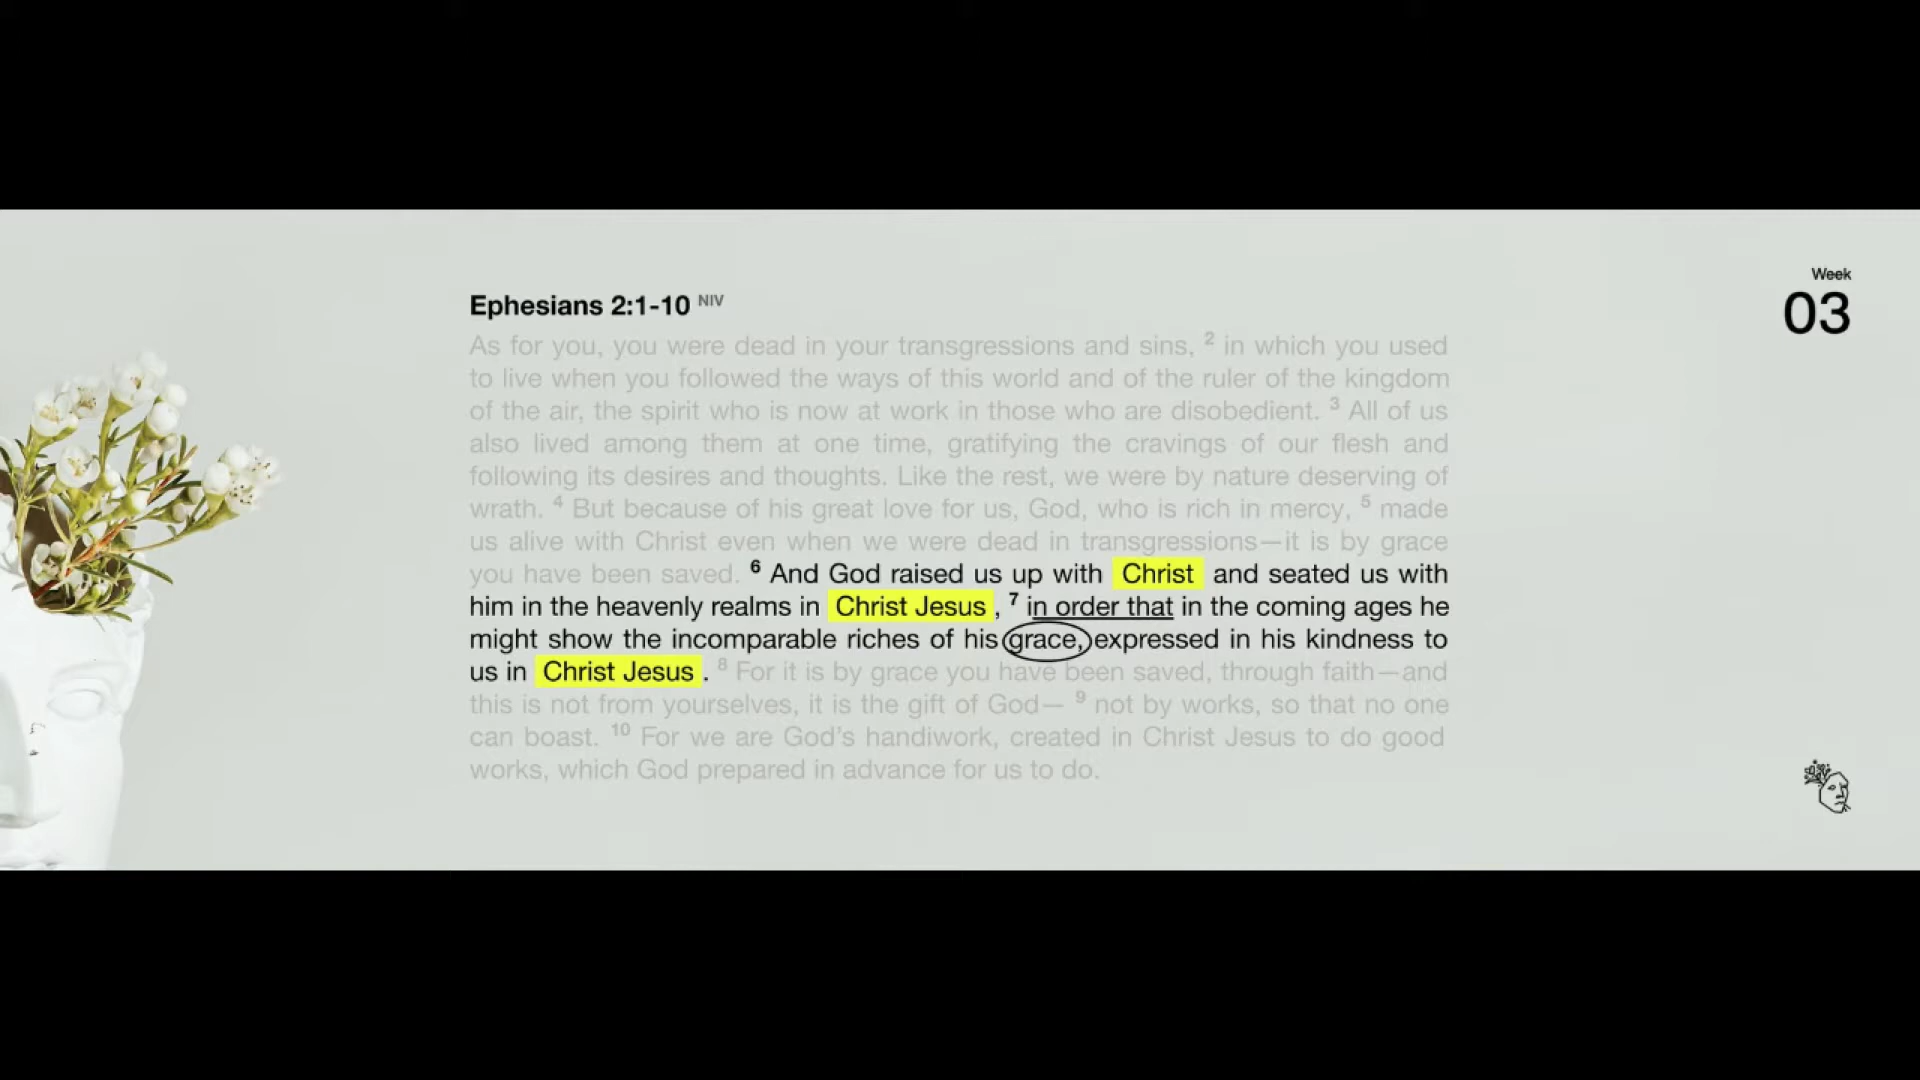 Week
03
Ephesians 2:1-10 NIV
As for you, you were dead in your transgressions and sins, 2 in which you used
to live when you followed the ways of this world and of the ruler of the kingdom
of the air, the spirit who is now at work in those who are disobedient. 3 All of us
also lived among them at one time, gratifying the cravings of our flesh and
following its desires and thoughts. Like the rest, we were by nature deserving of
wrath. 4 But because of his great love for us, God, who is rich in mercy, 5 made
us alive with Christ even when we were dead in transgressions—it is by grace
you have been saved. 6 And God raised us up with Christ and seated us with
him in the heavenly realms in Christ Jesus, 7 in order that in the coming ages he
might show the incomparable riches of his grace, expressed in his kindness to
us in Christ Jesus. 8 For it is by grace you have been saved, through faith—and
this is not from yourselves, it is the gift of God— 9 not by works, so that no one
can boast. 10 For we are God's handiwork, created in Christ Jesus to do good
works, which God prepared in advance for us to do.